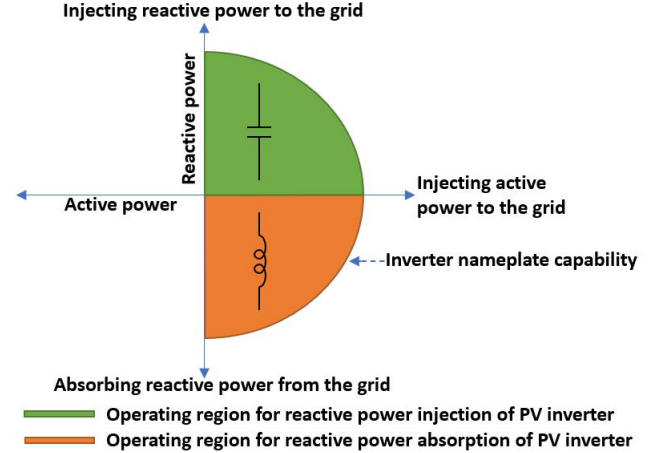 Injecting reactive power to the grid
Reactive power
Active power
Injecting active
power to the grid
Inverter nameplate capability
Absorbing reactive power from the grid
Operating region for reactive power injection of PV inverter
Operating region for reactive power absorption of PV inverter